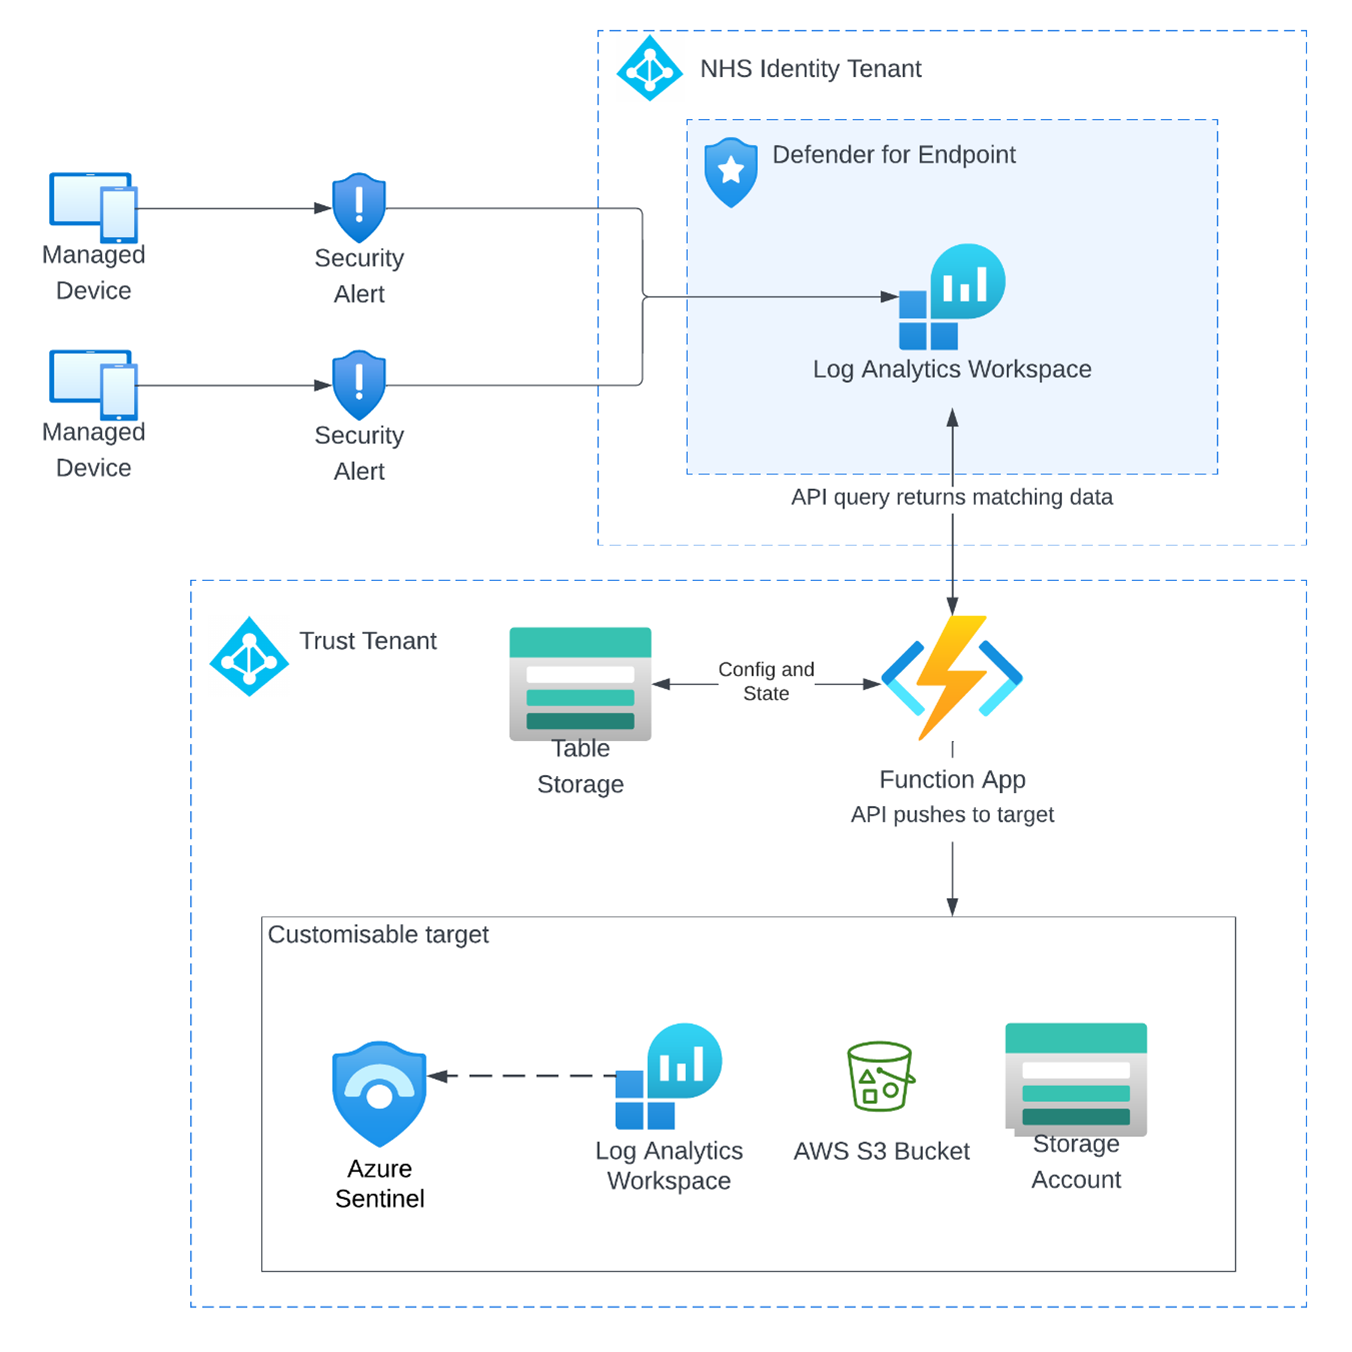 NHS Identity Tenant
Defender for Endpoint
Managed
Device
Security
Alert
Log Analytics Workspace
Managed
Device
Security
Alert
API query returns matching data
Trust Tenant
Config and
State
Table
Storage
Function App
API pushes to target
Customisable target
Azure
Sentinel
Log Analytics
Workspace
AWS S3 Bucket
Storage
Account